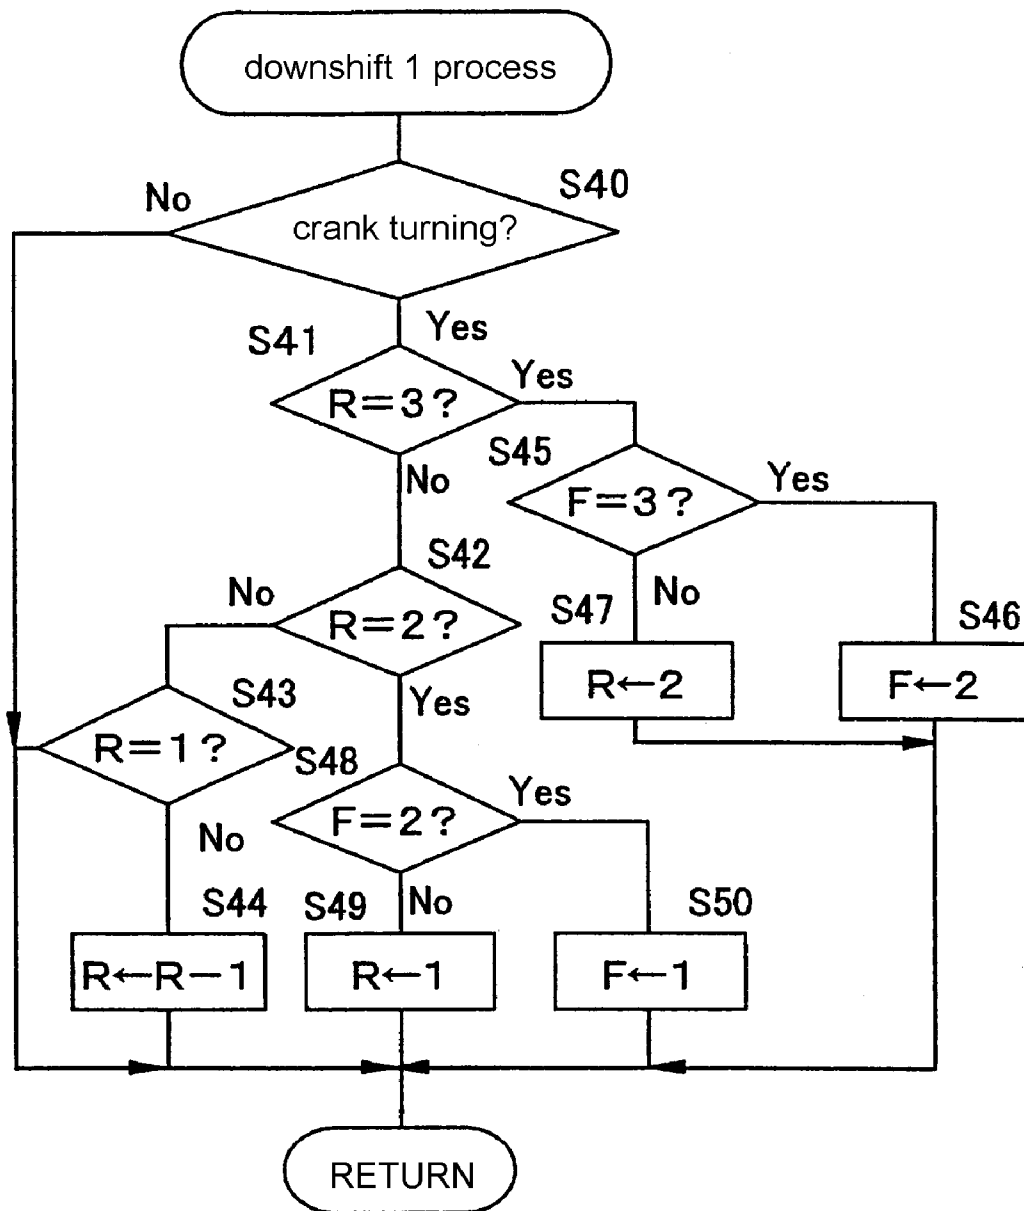 downshift 1 process
No
S40
crank turning?
Yes
S41
Yes
R=3?
S45
No
Yes
F=3?
S42
No
No
S47
S46
R=2?
R←2
F←2
S43
Yes
R=1?
S48
Yes
F=2?
No
S44
S49
No
S50
R←R−1
R←1
F←1
RETURN